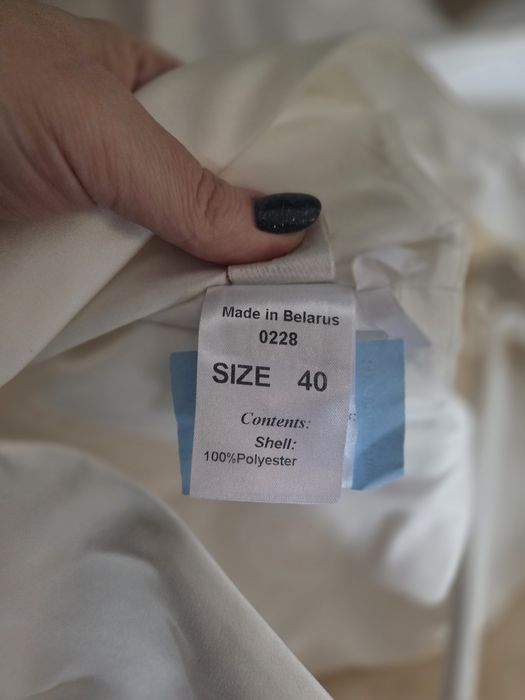 Made in Belarus
0228
SIZE 40
Contents:
Shell:
100%Polyester